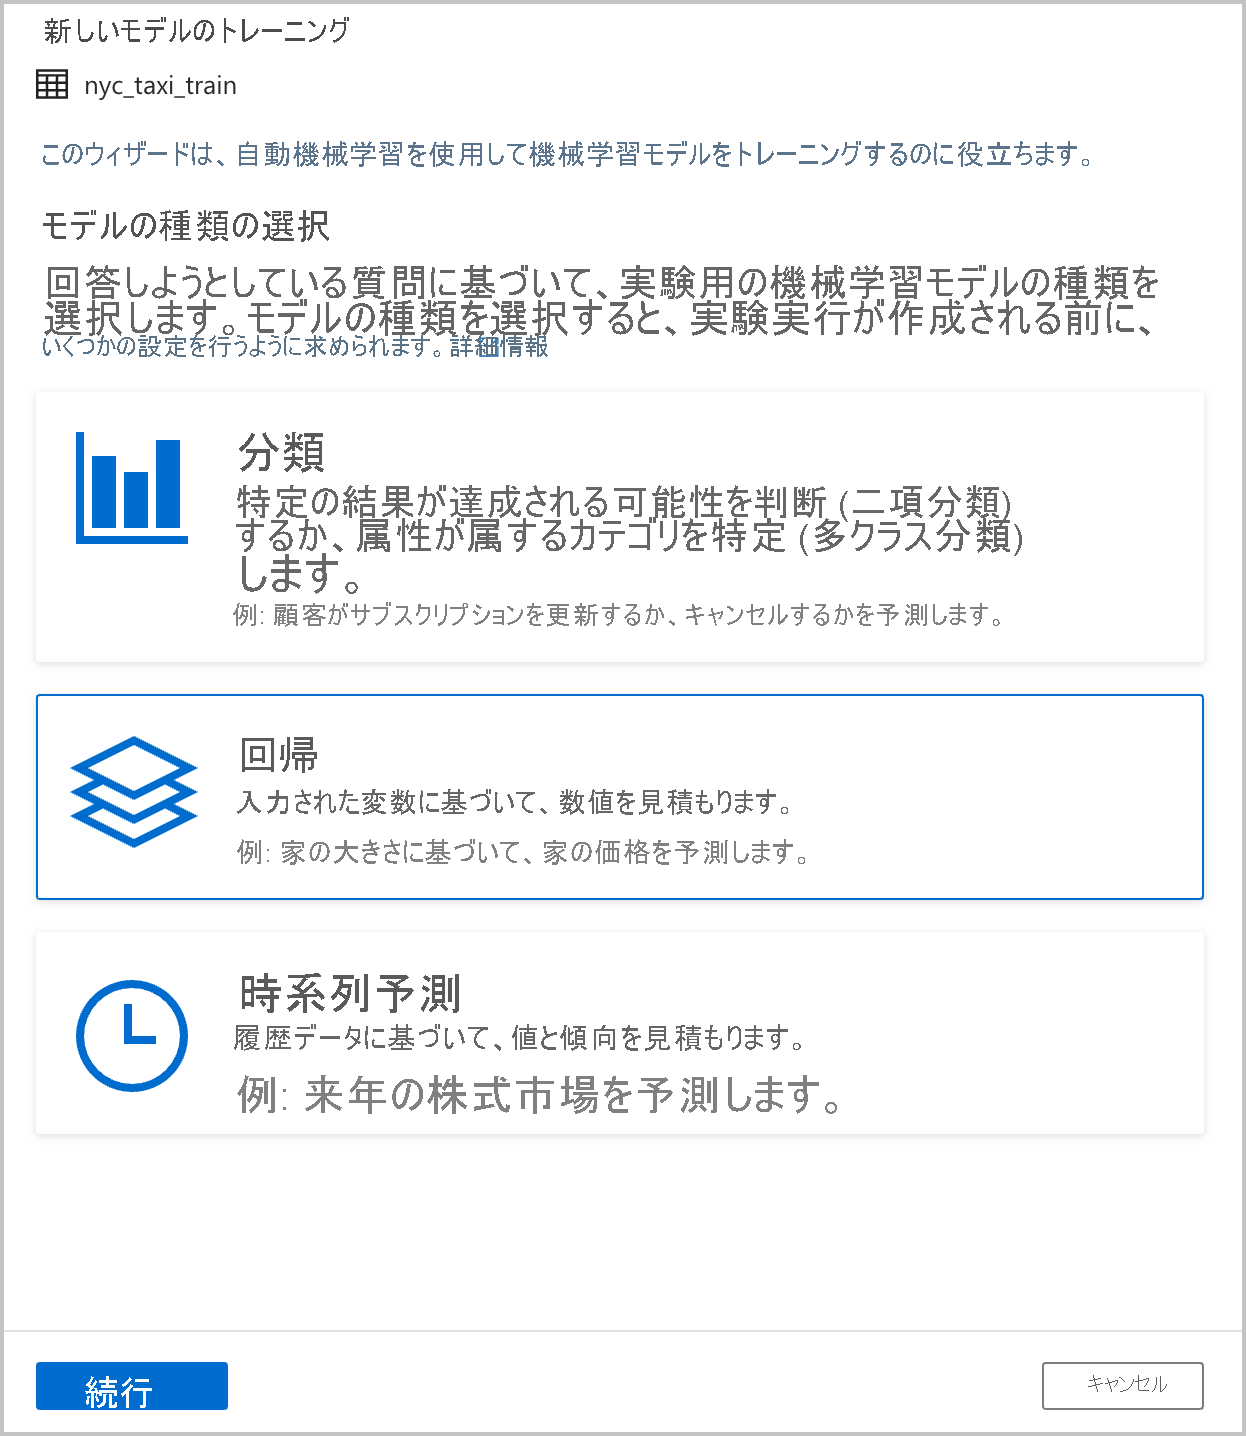 新しいモデルのトレーニング
nyc_taxi_train
このウィザードは、自動機械学習を使用して機械学習モデルをトレーニングするのに役立ちます。
モデルの種類の選択
回答しようとしている質問に基づいて、実験用の機械学習モデルの種類を
選択します。モデルの種類を選択すると、実験実行が作成される前に、
いくつかの設定を行うように求められます。詳細情報
分類
特定の結果が達成される可能性を判断 (二項分類)
するか、属性が属するカテゴリを特定 (多クラス分類)
します。
例: 顧客がサブスクリプションを更新するか、キャンセルするかを予測します。
回帰
入力された変数に基づいて、数値を見積もります。
例: 家の大きさに基づいて、家の価格を予測します。
時系列予測
履歴データに基づいて、値と傾向を見積もります。
例: 来年の株式市場を予測します。
続行
キャンセル